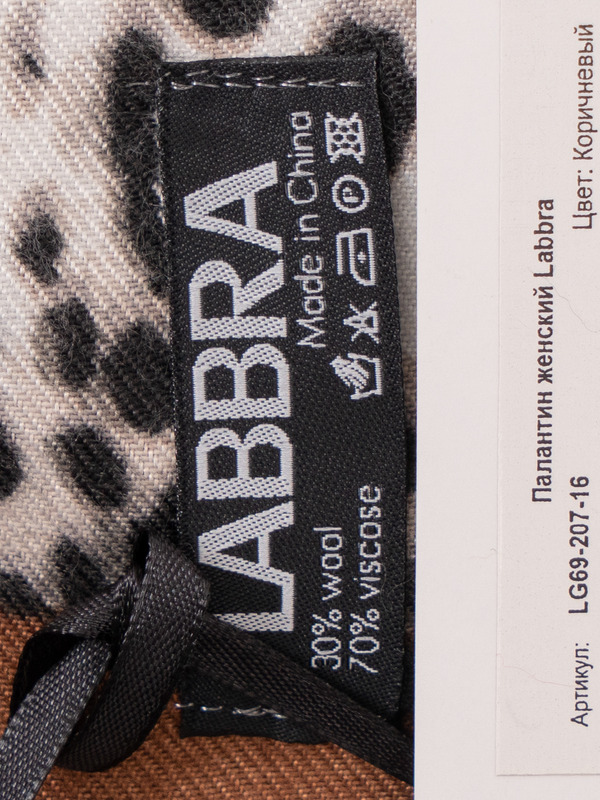 LABBRA
30% wool
Made in China
70% viscose
Палантин женский Labbra
Артикул: LG69-207-16
Цвет: Коричневый